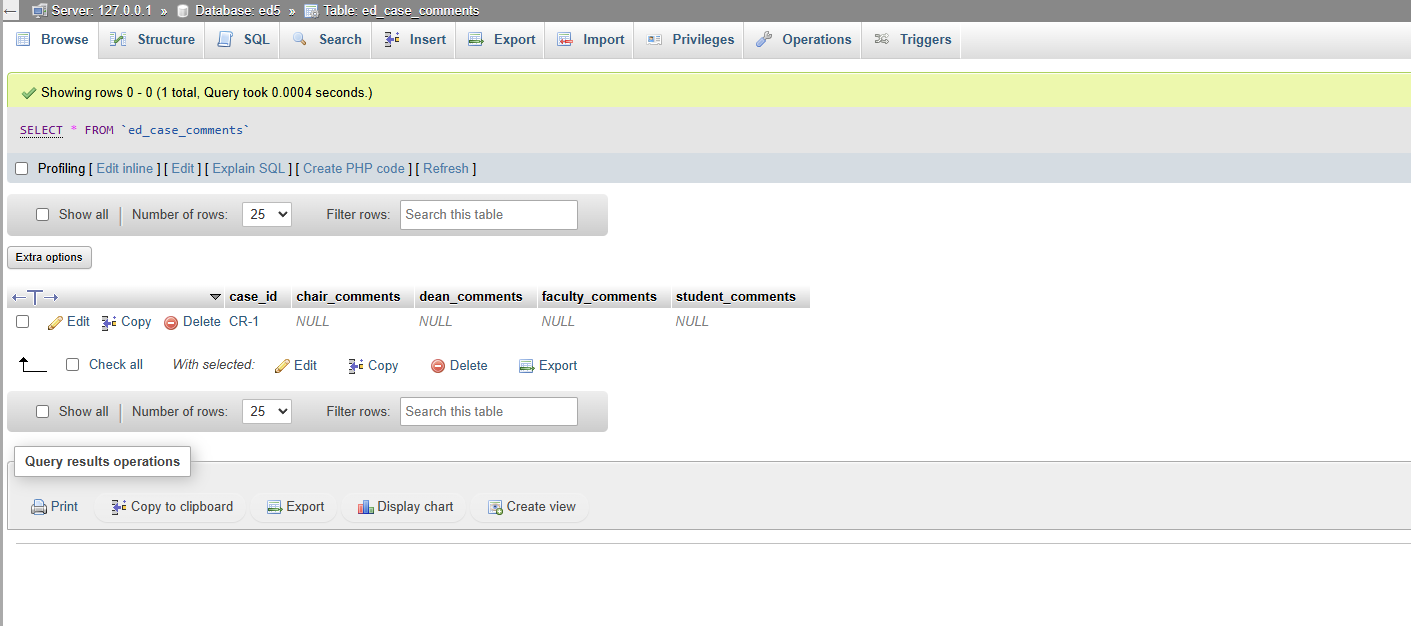 Server: 127.0.0.1 » Database: ed5 » Table: ed_case_comments
Browse Structure SQL Search Insert Export Import Privileges Operations Triggers
Showing rows 0 - 0 (1 total, Query took 0.0004 seconds.)
SELECT * FROM `ed_case_comments`
Profiling [ Edit inline ] [ Edit ] [ Explain SQL ] [ Create PHP code ] [ Refresh ]
Show all | Number of rows: 25 Filter rows: Search this table
Extra options
←T→ case_id chair_comments dean_comments faculty_comments student_comments
Edit Copy Delete CR-1 NULL NULL NULL NULL
Check all With selected: Edit Copy Delete Export
Show all | Number of rows: 25 Filter rows: Search this table
Query results operations
Print Copy to clipboard Export Display chart Create view